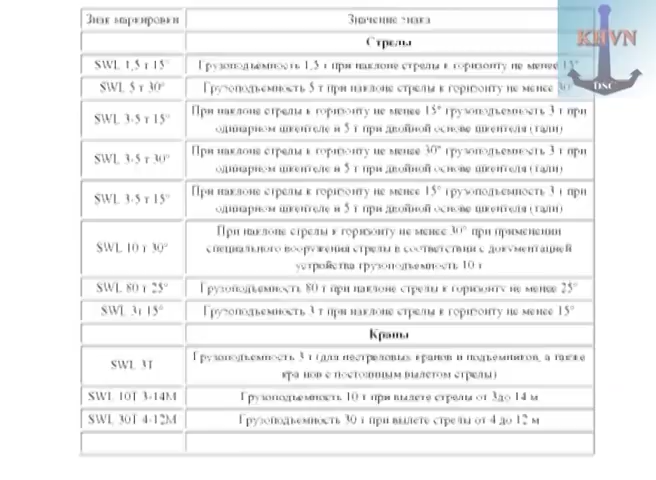 Знак маркировки Значение знака
KHVN
DSC
Стрелы
SWL 1,5 т 15° Грузоподъемность 1,5 т при наклоне стрелы к горизонту не менее 15°
SWL 5 т 30° Грузоподъемность 5 т при наклоне стрелы к горизонту не менее 30°
SWL 3-5 т 15° При наклоне стрелы к горизонту не менее 15° грузоподъемность 3 т при
одинарном шкентеле и 5 т при двойной основе шкентеля (тали)
SWL 3-5 т 30° При наклоне стрелы к горизонту не менее 30° грузоподъемность 3 т при
одинарном шкентеле и 5 т при двойной основе шкентеля (тали)
SWL 3-5 т 15° При наклоне стрелы к горизонту не менее 15° грузоподъемность 3 т при
одинарном шкентеле и 5 т при двойной основе шкентеля (тали)
SWL 10 т 30° При наклоне стрелы к горизонту не менее 30° при применении
специального вооружения стрелы в соответствии с документацией
устройства грузоподъемность 10 т
SWL 80 т 25° Грузоподъемность 80 т при наклоне стрелы к горизонту не менее 25°
SWL 3т 15° Грузоподъемность 3 т при наклоне стрелы к горизонту не менее 15°
Краны
SWL 3Т Грузоподъемность 3 т (для нестреловых кранов и подъемников, а также
кра нов с постоянным вылетом стрелы)
SWL 10Т 3-14М Грузоподъемность 10 т при вылете стрелы от 3до 14 м
SWL 30Т 4-12М Грузоподъемность 30 т при вылете стрелы от 4 до 12 м